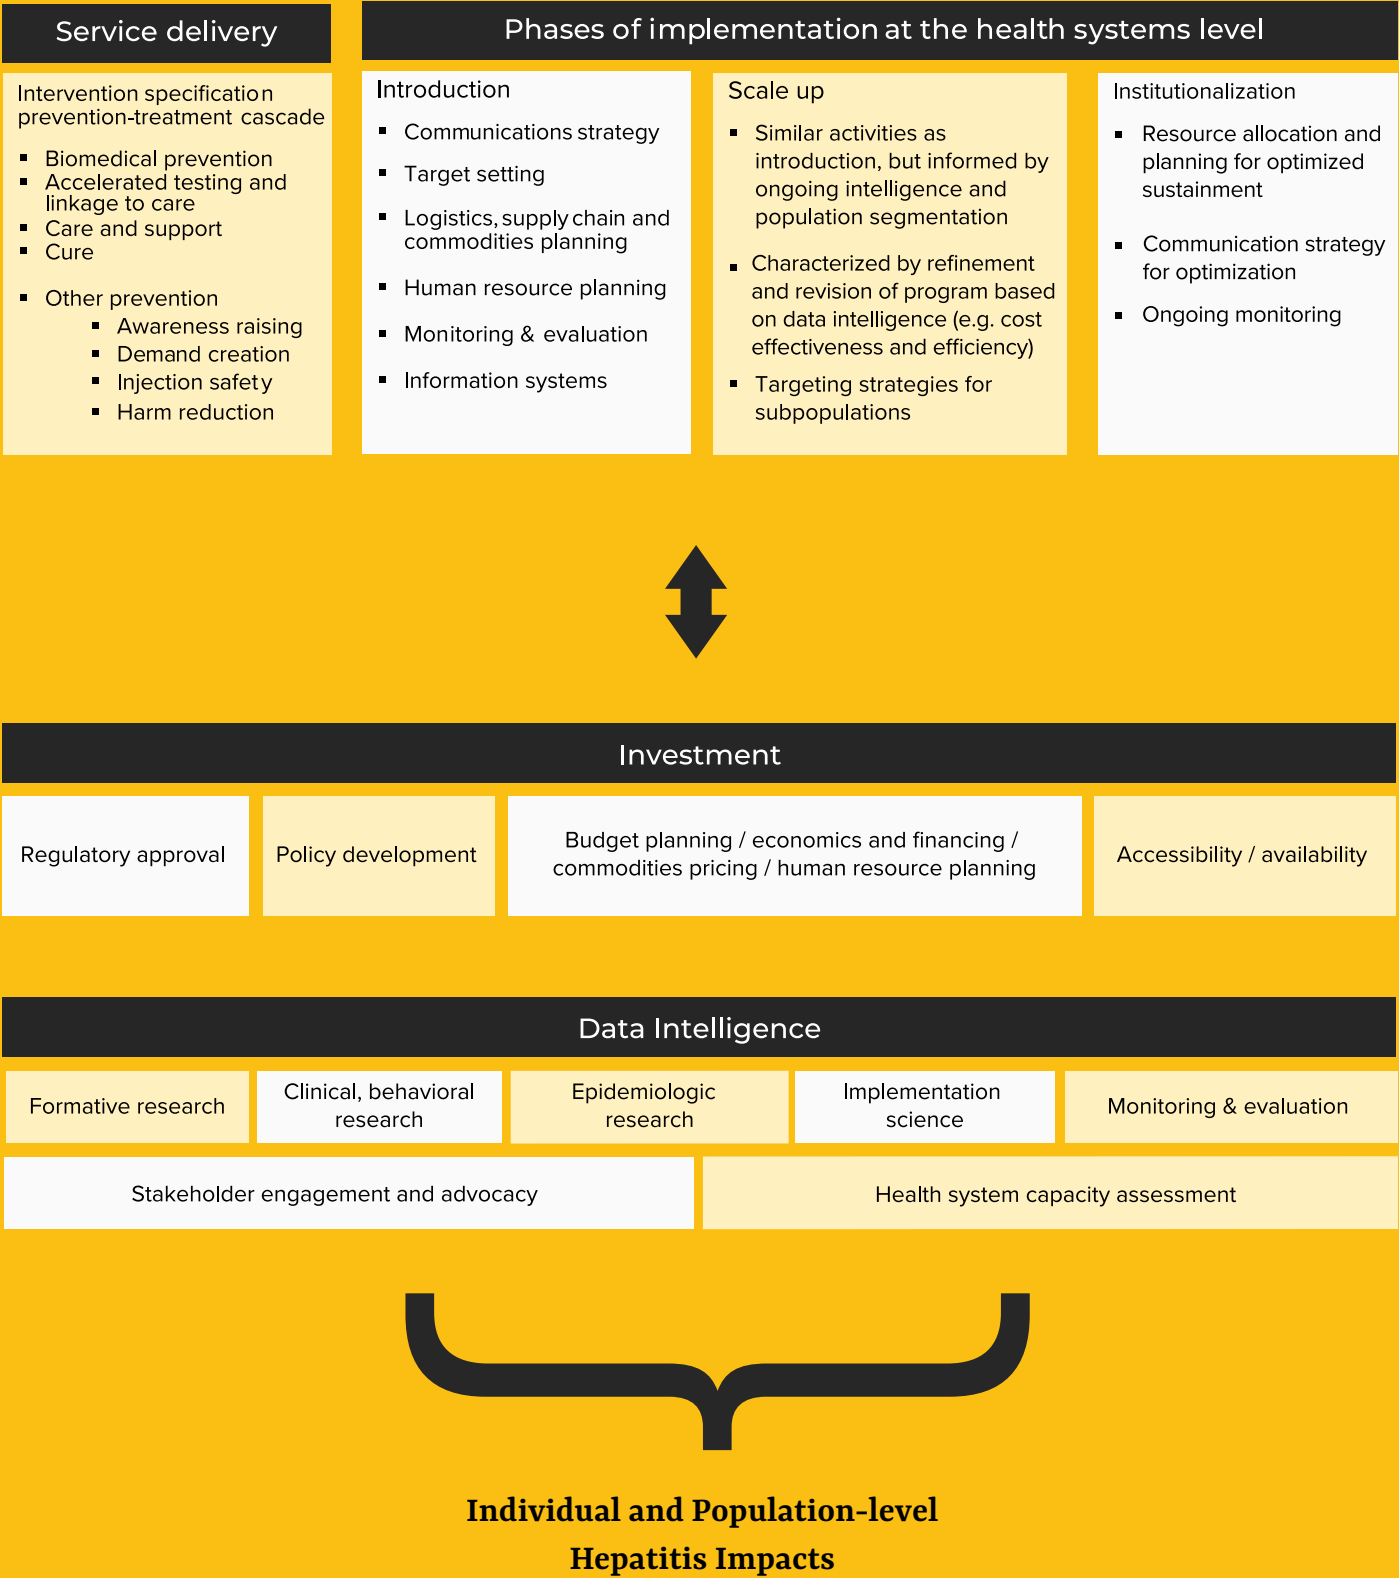 Service delivery
Phases of implementation at the health systems level
Intervention specification
prevention-treatment cascade
▪ Biomedical prevention
▪ Accelerated testing and
linkage to care
▪ Care and support
▪ Cure
▪ Other prevention
▪ Awareness raising
▪ Demand creation
▪ Injection safety
▪ Harm reduction
Introduction
▪ Communications strategy
▪ Target setting
▪ Logistics, supply chain and
commodities planning
▪ Human resource planning
▪ Monitoring & evaluation
▪ Information systems
Scale up
▪ Similar activities as
introduction, but informed by
ongoing intelligence and
population segmentation
▪ Characterized by refinement
and revision of program based
on data intelligence (e.g. cost
effectiveness and efficiency)
▪ Targeting strategies for
subpopulations
Institutionalization
▪ Resource allocation and
planning for optimized
sustainment
▪ Communication strategy
for optimization
▪ Ongoing monitoring
Investment
Regulatory approval
Policy development
Budget planning / economics and financing /
commodities pricing / human resource planning
Accessibility / availability
Data Intelligence
Formative research
Clinical, behavioral
research
Epidemiologic
research
Implementation
science
Monitoring & evaluation
Stakeholder engagement and advocacy
Health system capacity assessment
Individual and Population-level
Hepatitis Impacts